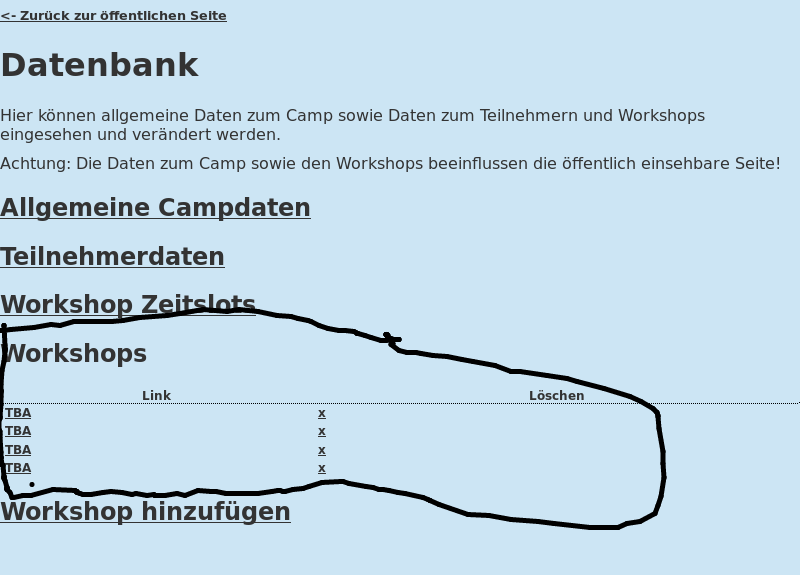 <- Zurück zur öffentlichen Seite
Datenbank
Hier können allgemeine Daten zum Camp sowie Daten zum Teilnehmern und Workshops
eingesehen und verändert werden.
Achtung: Die Daten zum Camp sowie den Workshops beeinflussen die öffentlich einsehbare Seite!
Allgemeine Campdaten
Teilnehmerdaten
Workshop Zeitslots
Workshops
Link Löschen
TBA x
TBA x
TBA x
TBA x
Workshop hinzufügen